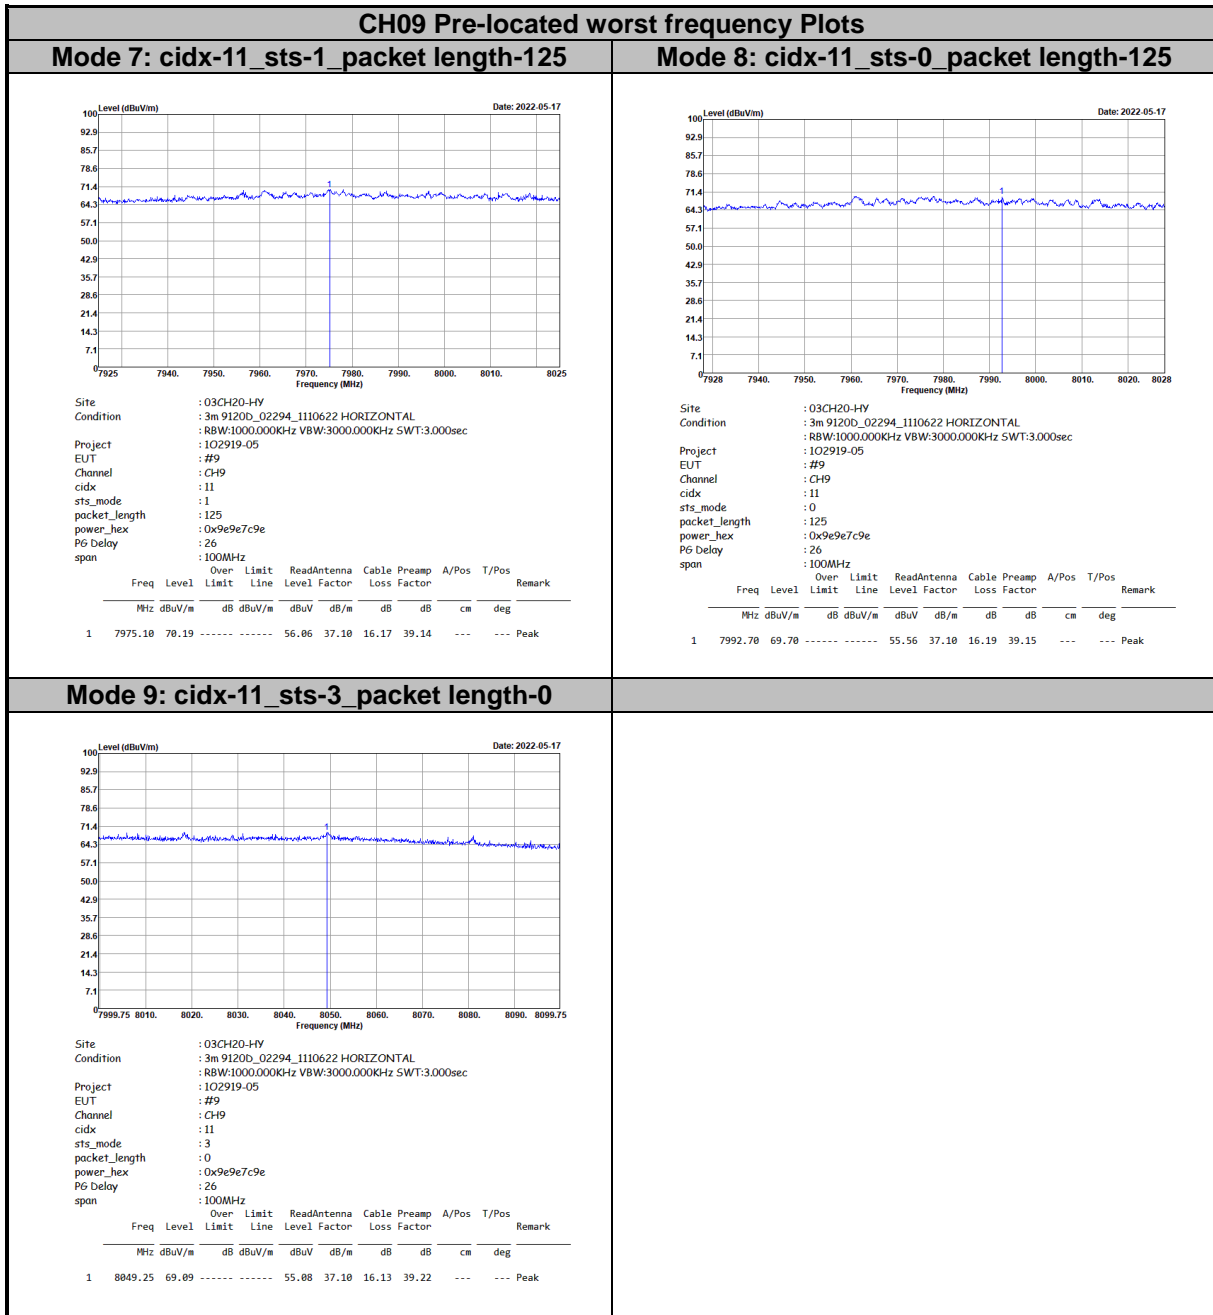 CH09 Pre-located worst frequency Plots
Mode 7: cidx-11_sts-1_packet length-125
Mode 8: cidx-11_sts-0_packet length-125
Level (dBuV/m) Date: 2022-05-17
100
92.9
85.7
78.6
71.4
64.3
57.1
50.0
42.9
35.7
28.6
21.4
14.3
7.1
0
1
7925 7940. 7950. 7960. 7970. 7980. 7990. 8000. 8010. 8025
Frequency (MHz)
Site : 03CH20-HY
Condition : 3m 9120D_02294_1110622 HORIZONTAL
: RBW:1000.000KHz VBW:3000.000KHz SWT:3.000sec
Project : 1O2919-05
EUT : #9
Channel : CH9
cidx : 11
sts_mode : 1
packet_length : 125
power_hex : 0x9e9e7c9e
PG Delay : 26
span : 100MHz
Over Limit ReadAntenna Cable Preamp A/Pos T/Pos
Freq Level Limit Line Level Factor Loss Factor Remark
MHz dBuV/m dB dBuV/m dBuV dB/m dB dB cm deg
1 7975.10 70.19 ------ ------ 56.06 37.10 16.17 39.14 --- --- Peak
Level (dBuV/m) Date: 2022-05-17
100
92.9
85.7
78.6
71.4
64.3
57.1
50.0
42.9
35.7
28.6
21.4
14.3
7.1
0
1
7928 7940. 7950. 7960. 7970. 7980. 7990. 8000. 8010. 8020. 8028
Frequency (MHz)
Site : 03CH20-HY
Condition : 3m 9120D_02294_1110622 HORIZONTAL
: RBW:1000.000KHz VBW:3000.000KHz SWT:3.000sec
Project : 1O2919-05
EUT : #9
Channel : CH9
cidx : 11
sts_mode : 0
packet_length : 125
power_hex : 0x9e9e7c9e
PG Delay : 26
span : 100MHz
Over Limit ReadAntenna Cable Preamp A/Pos T/Pos
Freq Level Limit Line Level Factor Loss Factor Remark
MHz dBuV/m dB dBuV/m dBuV dB/m dB dB cm deg
1 7992.70 69.70 ------ ------ 55.56 37.10 16.19 39.15 --- --- Peak
Mode 9: cidx-11_sts-3_packet length-0
Level (dBuV/m) Date: 2022-05-17
100
92.9
85.7
78.6
71.4
64.3
57.1
50.0
42.9
35.7
28.6
21.4
14.3
7.1
0
1
7999.75 8010. 8020. 8030. 8040. 8050. 8060. 8070. 8080. 8090. 8099.75
Frequency (MHz)
Site : 03CH20-HY
Condition : 3m 9120D_02294_1110622 HORIZONTAL
: RBW:1000.000KHz VBW:3000.000KHz SWT:3.000sec
Project : 1O2919-05
EUT : #9
Channel : CH9
cidx : 11
sts_mode : 3
packet_length : 0
power_hex : 0x9e9e7c9e
PG Delay : 26
span : 100MHz
Over Limit ReadAntenna Cable Preamp A/Pos T/Pos
Freq Level Limit Line Level Factor Loss Factor Remark
MHz dBuV/m dB dBuV/m dBuV dB/m dB dB cm deg
1 8049.25 69.09 ------ ------ 55.08 37.10 16.13 39.22 --- --- Peak